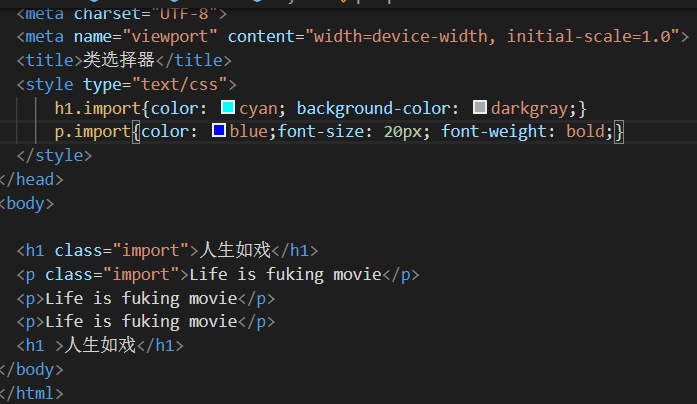 <meta charset="UTF-8">
<meta name="viewport" content="width=device-width, initial-scale=1.0">
<title>类选择器</title>
<style type="text/css">
h1.import{color: cyan; background-color: darkgray;}
p.import{color: blue;font-size: 20px; font-weight: bold;}
</style>
</head>
<body>
<h1 class="import">人生如戏</h1>
<p class="import">Life is fuking movie</p>
<p>Life is fuking movie</p>
<p>Life is fuking movie</p>
<h1 >人生如戏</h1>
</body>
</html>